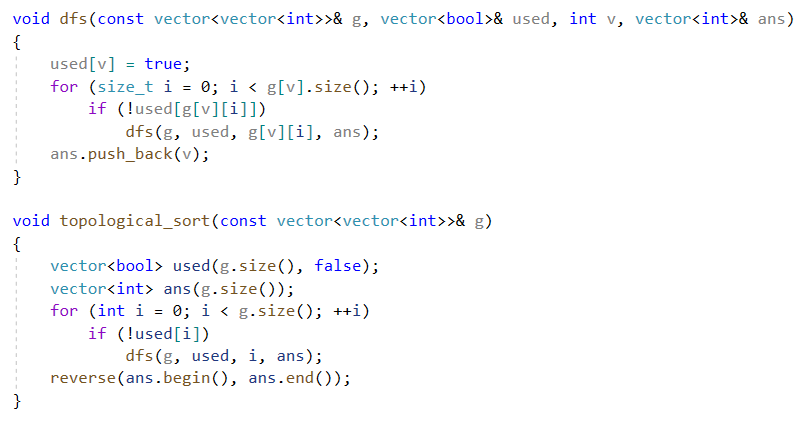 void dfs(const vector<vector<int>>& g, vector<bool>& used, int v, vector<int>& ans)
{
    used[v] = true;
    for (size_t i = 0; i < g[v].size(); ++i)
        if (!used[g[v][i]])
            dfs(g, used, g[v][i], ans);
    ans.push_back(v);
}

void topological_sort(const vector<vector<int>>& g)
{
    vector<bool> used(g.size(), false);
    vector<int> ans(g.size());
    for (int i = 0; i < g.size(); ++i)
        if (!used[i])
            dfs(g, used, i, ans);
    reverse(ans.begin(), ans.end());
}